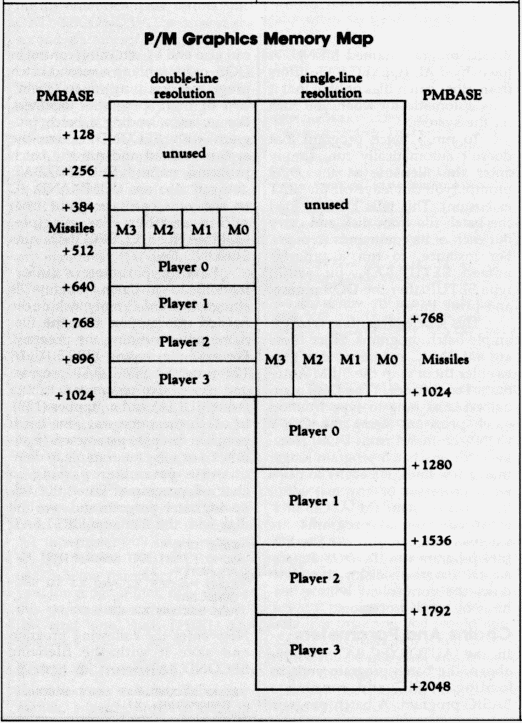 P/M Graphics Memory Map
double-line resolution
single-line resolution
PMBASE
PMBASE
+128
unused
+256
unused
+384
Missiles
M3 M2 M1 M0
+512
Player 0
+640
Player 1
+768
+768
Player 2
+896
M3 M2 M1 M0
Missiles
Player 3
+1024
+1024
Player 0
+1280
Player 1
+1536
Player 2
+1792
Player 3
+2048